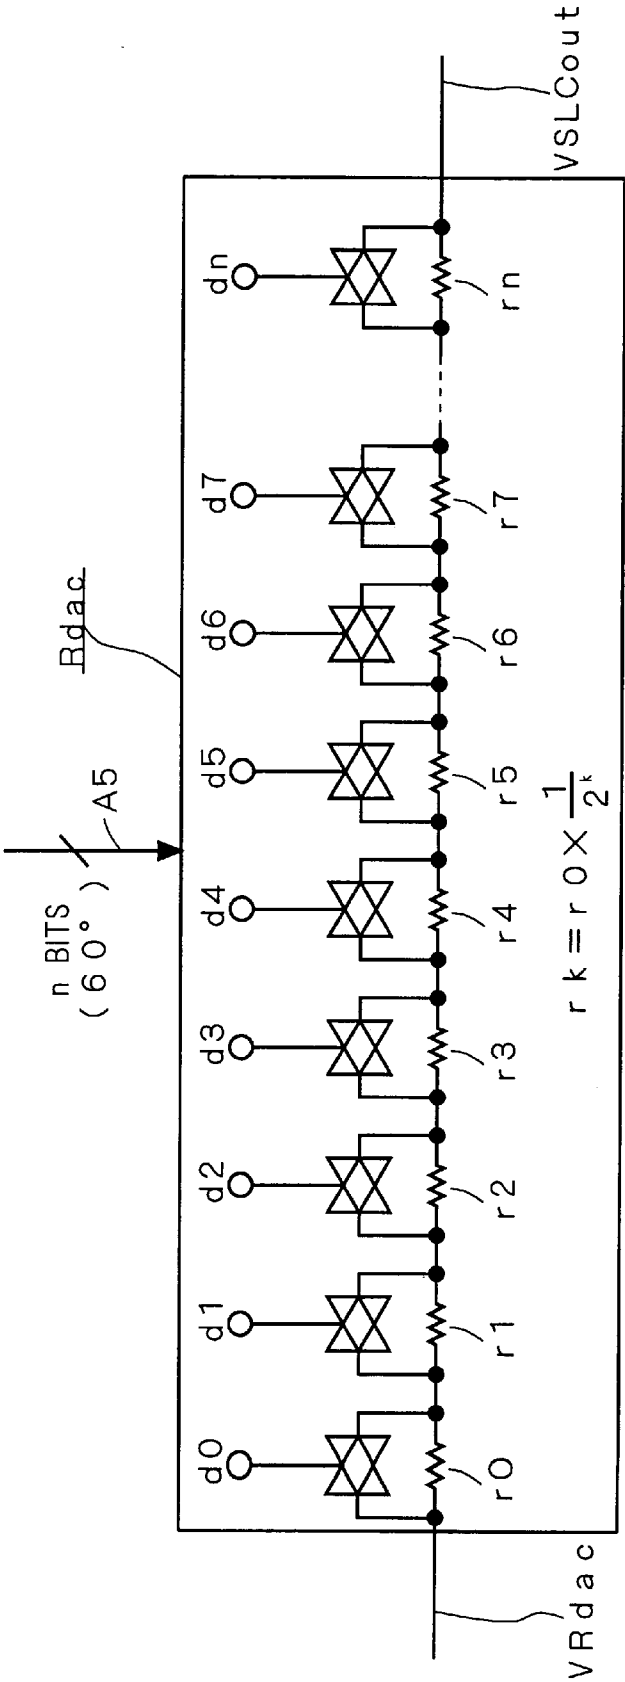 n BITS
(60°)
A5
Rdac
d0 d1 d2 d3 d4 d5 d6 d7 dn
r0 r1 r2 r3 r4 r5 r6 r7 rn
rk=r0×1/2ᵏ
VRdac
VSLCout